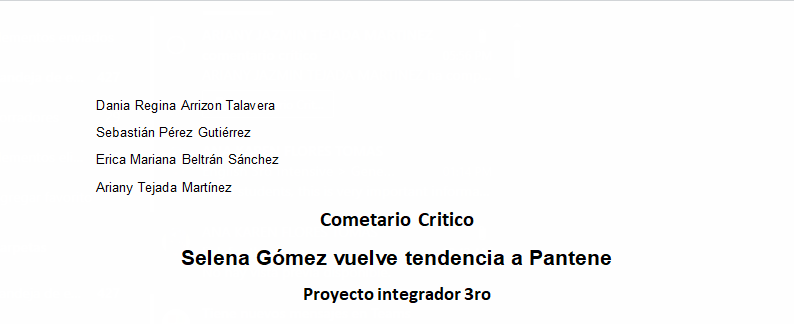 Dania Regina Arrizon Talavera
Sebastián Pérez Gutiérrez
Erica Mariana Beltrán Sánchez
Ariany Tejada Martínez
Cometario Critico
Selena Gómez vuelve tendencia a Pantene
Proyecto integrador 3ro